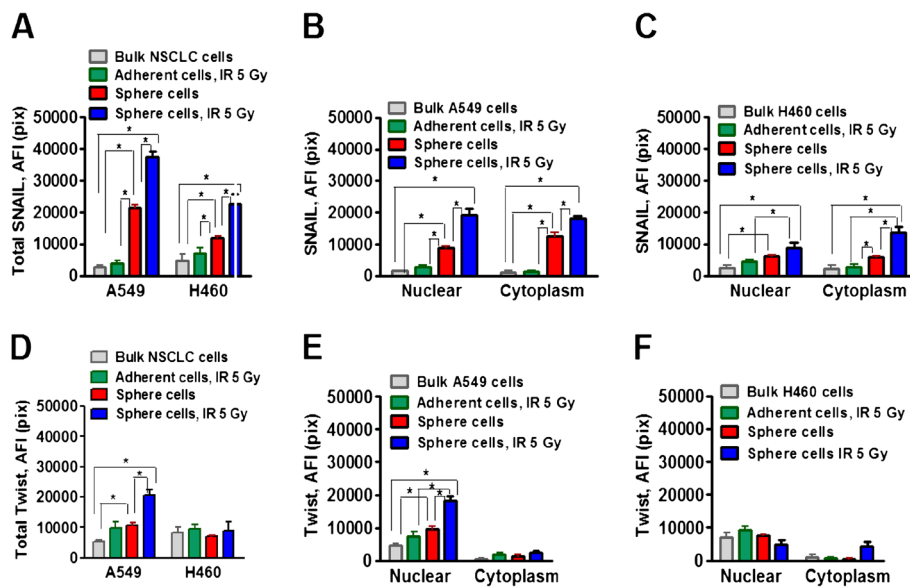 A
Bulk NSCLC cells
Adherent cells, IR 5 Gy
Sphere cells
Sphere cells, IR 5 Gy
Total SNAIL, AFI (pix)
50000
40000
30000
20000
10000
0
* * * * * * *
A549 H460
B
Bulk A549 cells
Adherent cells, IR 5 Gy
Sphere cells
Sphere cells, IR 5 Gy
SNAIL, AFI (pix)
50000
40000
30000
20000
10000
0
* * * * * * * *
Nuclear Cytoplasm
C
Bulk H460 cells
Adherent cells, IR 5 Gy
Sphere cells
Sphere cells, IR 5 Gy
SNAIL, AFI (pix)
50000
40000
30000
20000
10000
0
* * * * * * *
Nuclear Cytoplasm
D
Bulk NSCLC cells
Adherent cells, IR 5 Gy
Sphere cells
Sphere cells, IR 5 Gy
Total Twist, AFI (pix)
50000
40000
30000
20000
10000
0
* * *
A549 H460
E
Bulk A549 cells
Adherent cells, IR 5 Gy
Sphere cells
Sphere cells, IR 5 Gy
Twist, AFI (pix)
50000
40000
30000
20000
10000
0
* * * *
Nuclear Cytoplasm
F
Bulk H460 cells
Adherent cells, IR 5 Gy
Sphere cells
Sphere cells IR 5 Gy
Twist, AFI (pix)
50000
40000
30000
20000
10000
0
Nuclear Cytoplasm